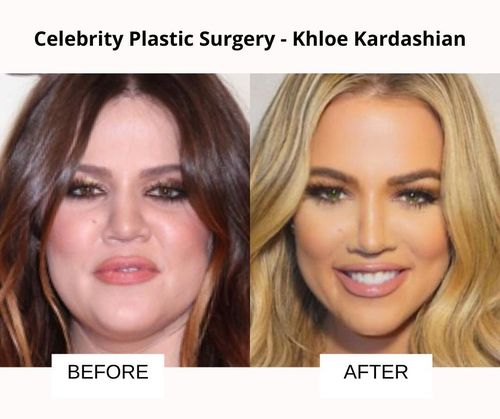 Celebrity Plastic Surgery - Khloe Kardashian
BEFORE
AFTER